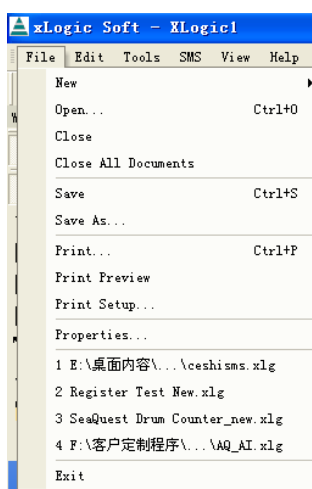 xLogic Soft - XLogic1
File Edit Tools SMS View Help
New
Open... Ctrl+O
Close
Close All Documents
Save Ctrl+S
Save As...
Print... Ctrl+P
Print Preview
Print Setup...
Properties...
1 E:\桌面内容\...\ceshisms.xlg
2 Register Test New.xlg
3 SeaQuest Drum Counter_new.xlg
4 F:\客户定制程序\...\AQ_AI.xlg
Exit